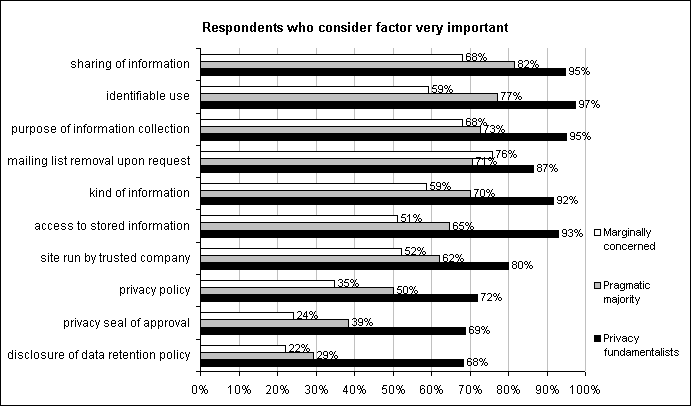 Respondents who consider factor very important
sharing of information
68%
82%
95%
identifiable use
59%
77%
97%
purpose of information collection
68%
73%
95%
mailing list removal upon request
76%
71%
87%
kind of information
59%
70%
92%
access to stored information
51%
65%
93%
site run by trusted company
52%
62%
80%
privacy policy
35%
50%
72%
privacy seal of approval
24%
39%
69%
disclosure of data retention policy
22%
29%
68%
0% 10% 20% 30% 40% 50% 60% 70% 80% 90% 100%
Marginally
concerned
Pragmatic
majority
Privacy
fundamentalists